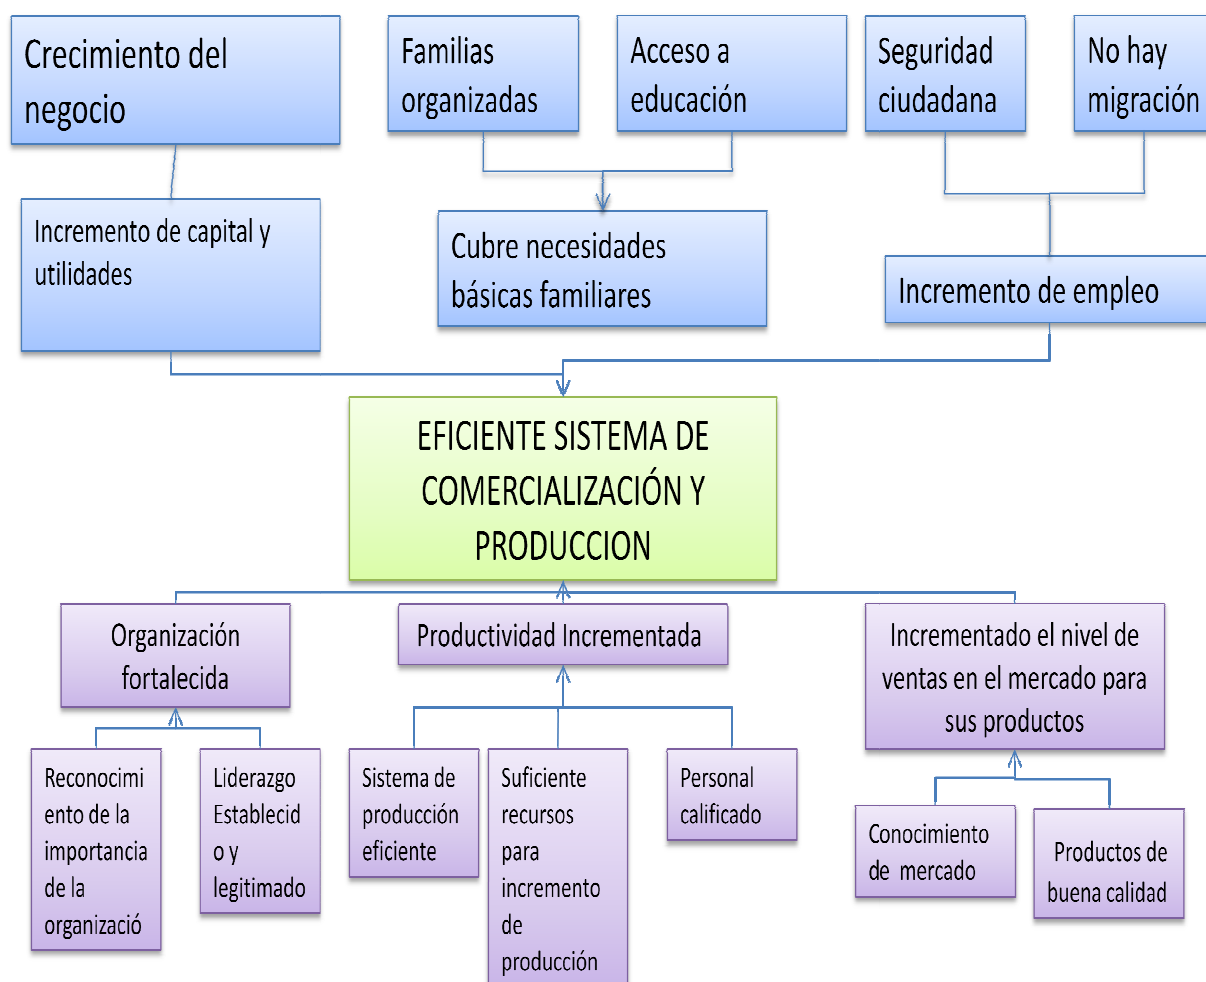 Crecimiento del
negocio
Familias
organizadas
Acceso a
educación
Seguridad
ciudadana
No hay
migración
Incremento de capital y
utilidades
Cubre necesidades
básicas familiares
Incremento de empleo
EFICIENTE SISTEMA DE
COMERCIALIZACIÓN Y
PRODUCCION
Organización
fortalecida
Productividad Incrementada
Incrementado el nivel de
ventas en el mercado para
sus productos
Reconocimi
ento de la
importancia
de la
organizació
Liderazgo
Establecid
o y
legitimado
Sistema de
producción
eficiente
Suficiente
recursos
para
incremento
de
producción
Personal
calificado
Conocimiento
de mercado
Productos de
buena calidad